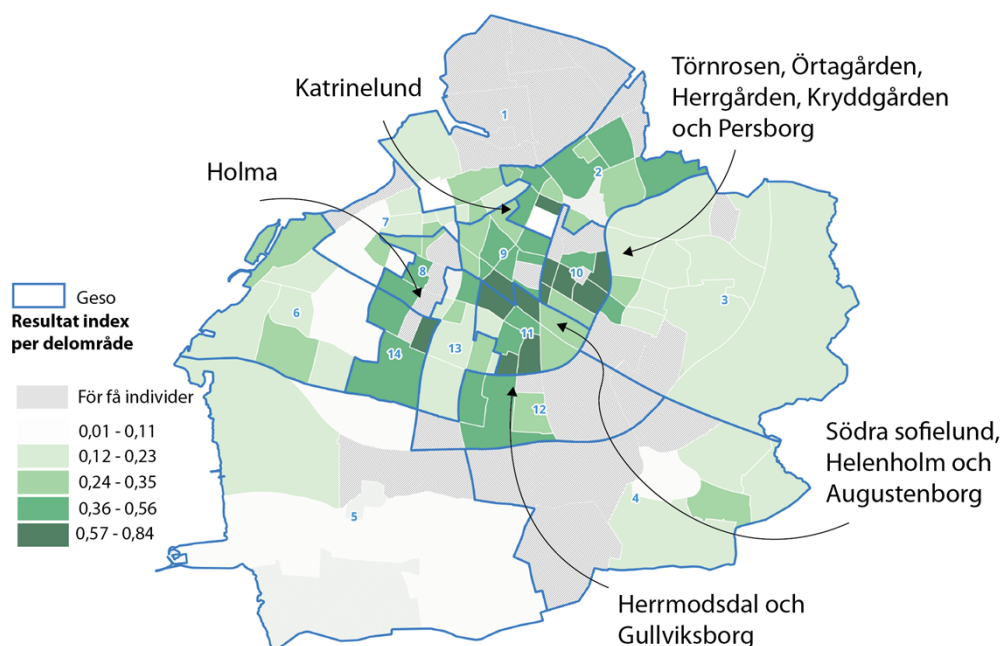 Törnrosen, Örtagården,
Herrgården, Kryddgården
och Persborg
Katrinelund
Holma
1
2
7
9
8
10
3
6
11
13
14
12
4
5
Geso
Resultat index
per delområde
För få individer
0,01 - 0,11
0,12 - 0,23
0,24 - 0,35
0,36 - 0,56
0,57 - 0,84
Södra sofielund,
Helenholm och
Augustenborg
Herrmodsdal och
Gullviksborg